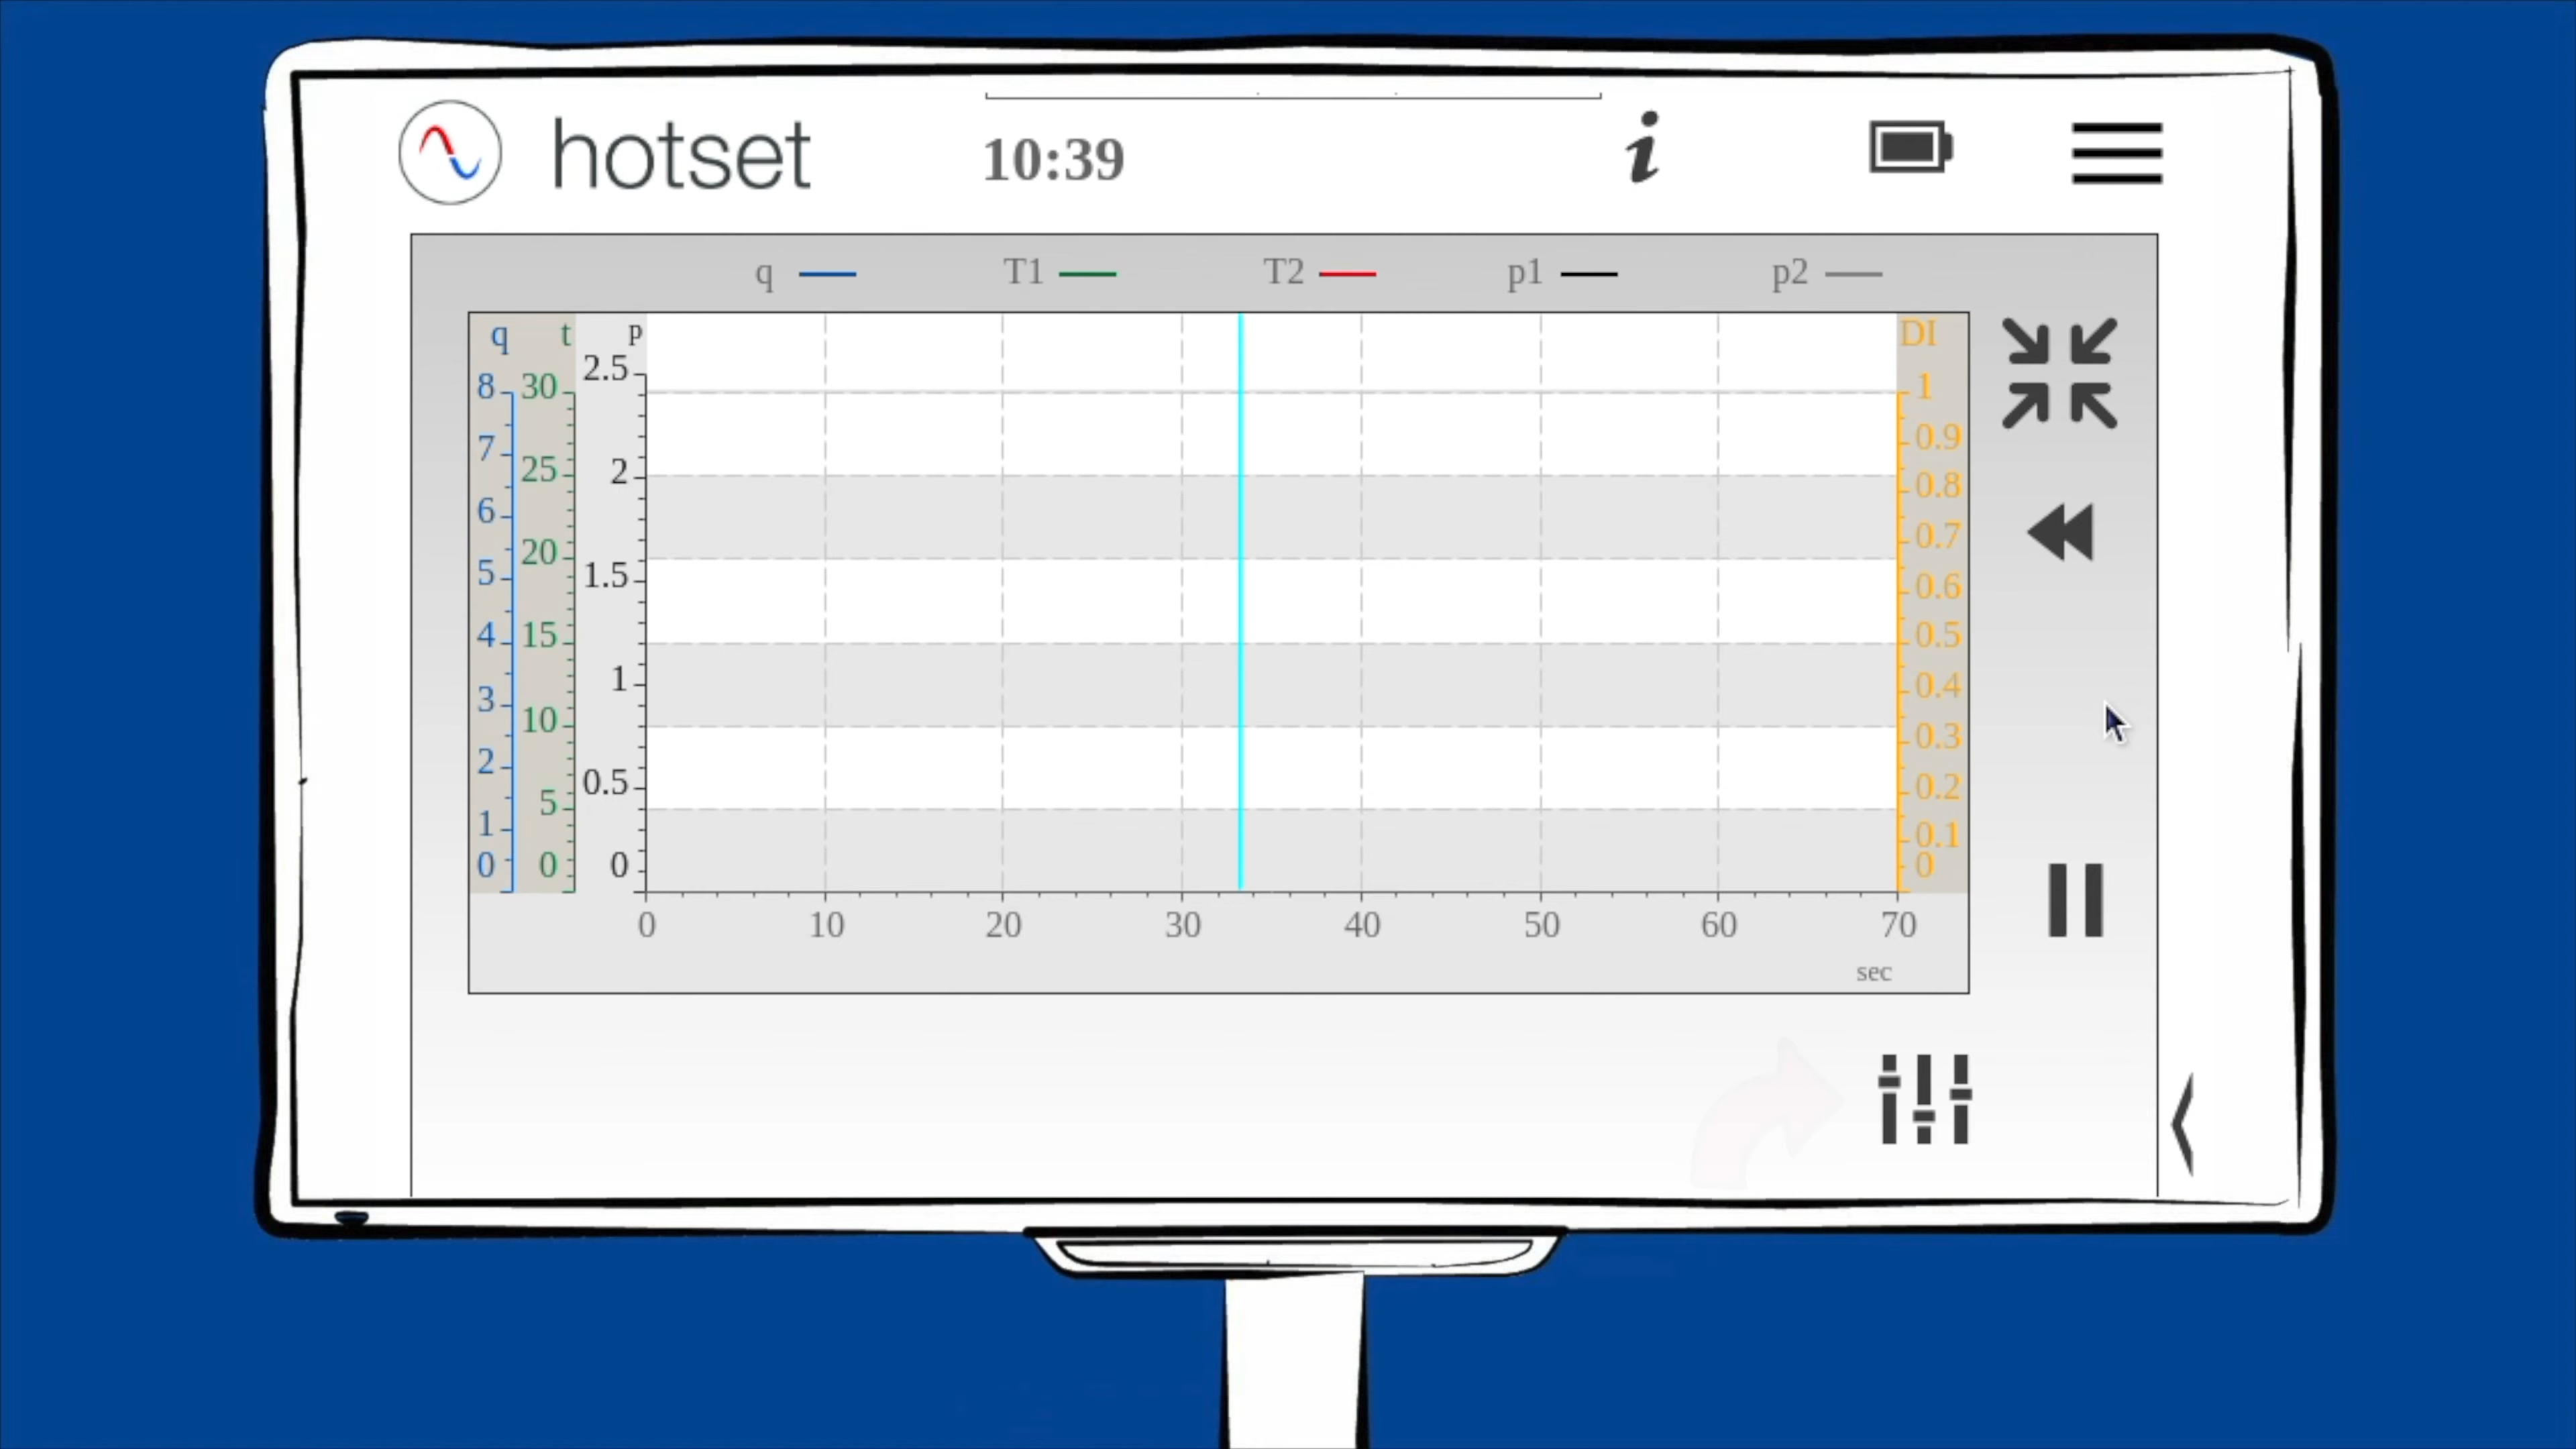 hotset 10:39 i
q T1 T2 p1 p2
q t p DI
2.5
8 30 1
7 0.9
25 2 0.8
6
20 0.7
5 1.5 0.6
4 15 0.5
3 1 0.4
10 0.3
2 0.5 0.2
5
1 0.1
0 0 0 0
0 10 20 30 40 50 60 70
sec